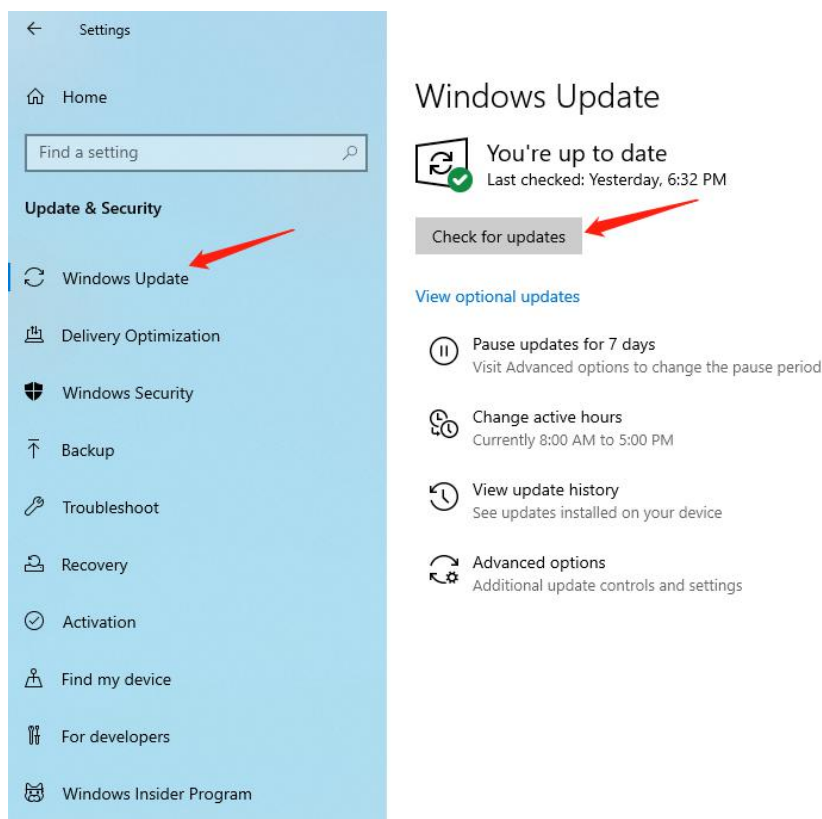 Settings
Home
Find a setting
Update & Security
Windows Update
Delivery Optimization
Windows Security
Backup
Troubleshoot
Recovery
Activation
Find my device
For developers
Windows Insider Program
Windows Update
You're up to date
Last checked: Yesterday, 6:32 PM
Check for updates
View optional updates
Pause updates for 7 days
Visit Advanced options to change the pause period
Change active hours
Currently 8:00 AM to 5:00 PM
View update history
See updates installed on your device
Advanced options
Additional update controls and settings